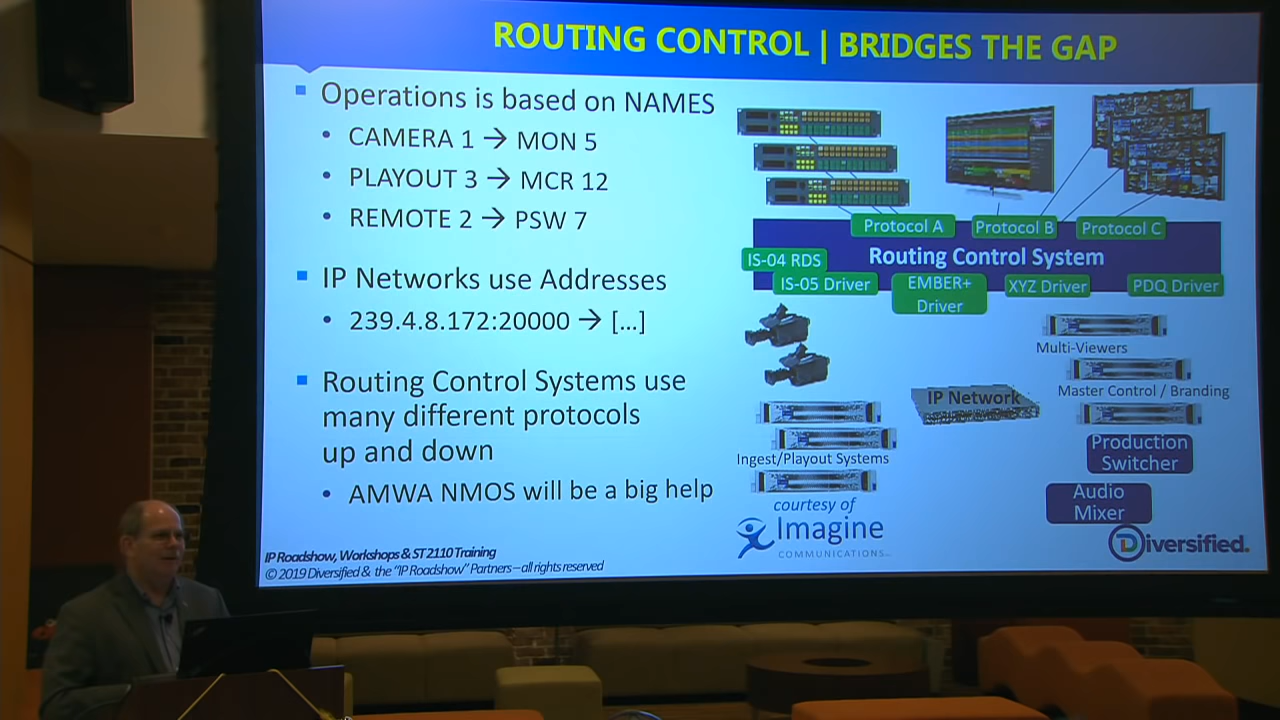 ROUTING CONTROL | BRIDGES THE GAP
Operations is based on NAMES
CAMERA 1 → MON 5
PLAYOUT 3 → MCR 12
REMOTE 2 → PSW 7
IP Networks use Addresses
239.4.8.172:20000 → [...]
Routing Control Systems use
many different protocols
up and down
AMWA NMOS will be a big help
Protocol A
Protocol B
Protocol C
Routing Control System
IS-04 RDS
IS-05 Driver
EMBER+
Driver
XYZ Driver
PDQ Driver
Multi-Viewers
Master Control / Branding
IP Network
Production
Switcher
Ingest/Playout Systems
Audio
Mixer
courtesy of
Imagine
COMMUNICATIONS
Diversified.
IP Roadshow, Workshops & ST 2110 Training
© 2019 Diversified & the "IP Roadshow" Partners – all rights reserved